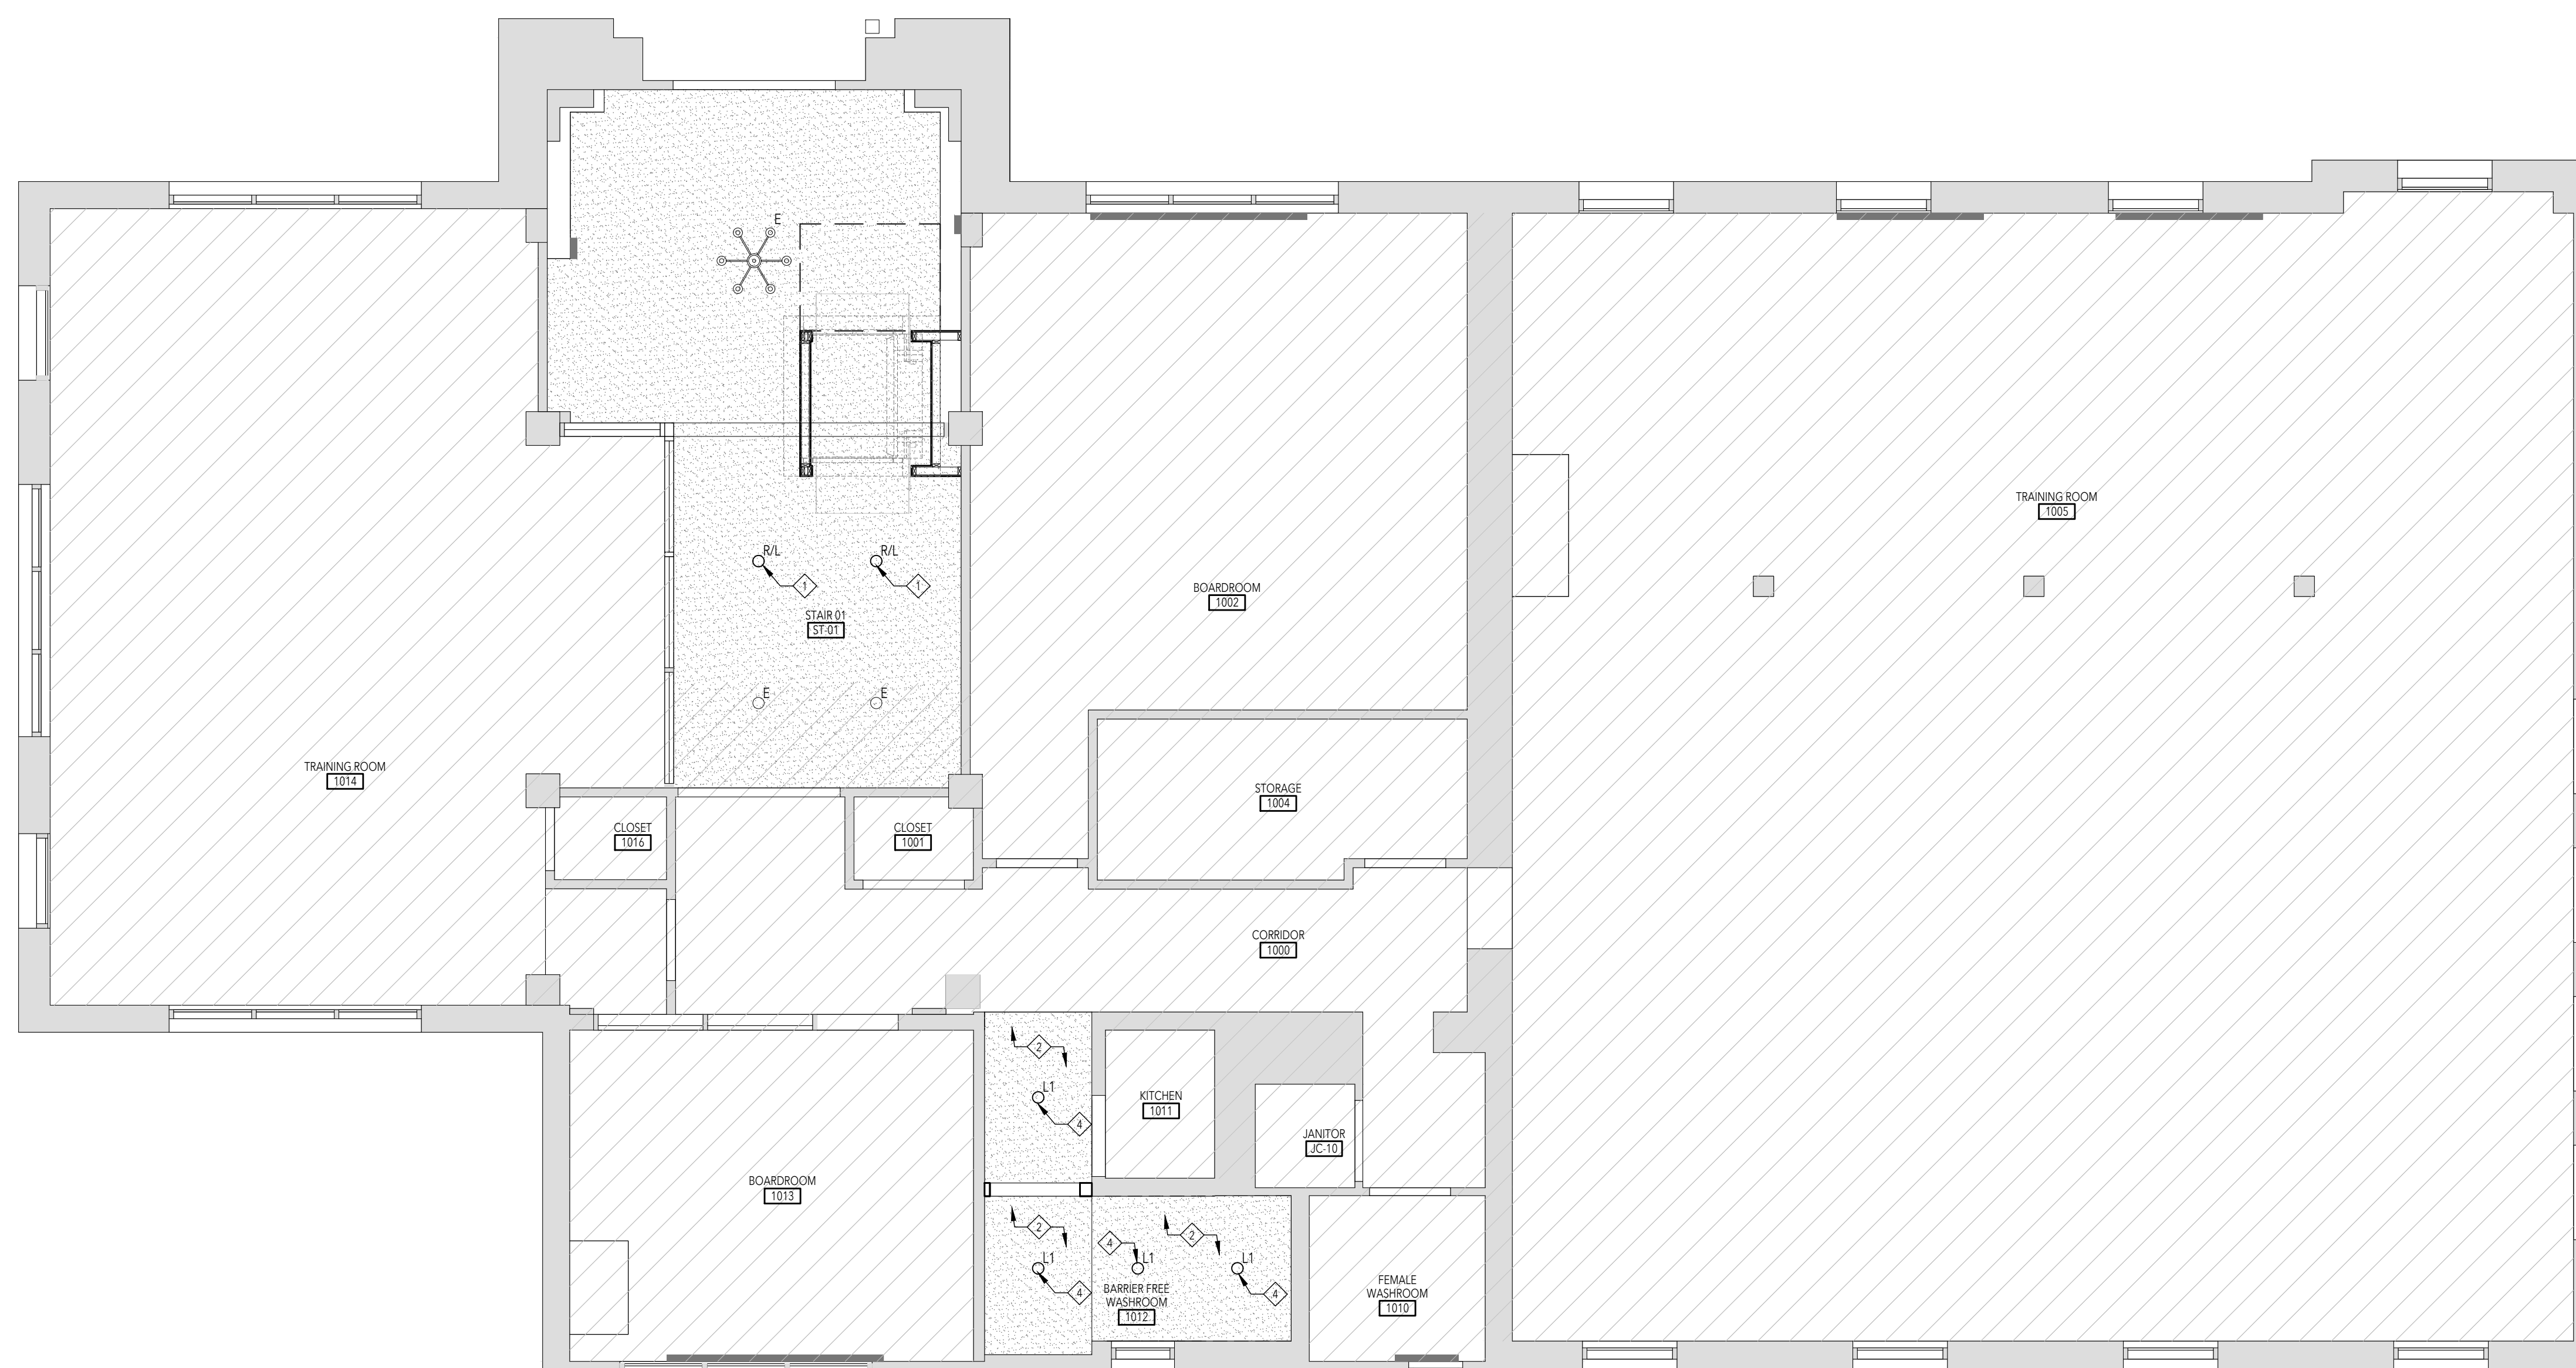 E
R/L
R/L
1
1
STAIR 01
ST-01
E
E
TRAINING ROOM
1005
BOARDROOM
1002
TRAINING ROOM
1014
STORAGE
1004
CLOSET
1016
CLOSET
1001
CORRIDOR
1000
2
L1
4
KITCHEN
1011
JANITOR
JC-10
BOARDROOM
1013
2
L1
4
2
4
L1
L1
4
BARRIER FREE
WASHROOM
1012
FEMALE
WASHROOM
1010